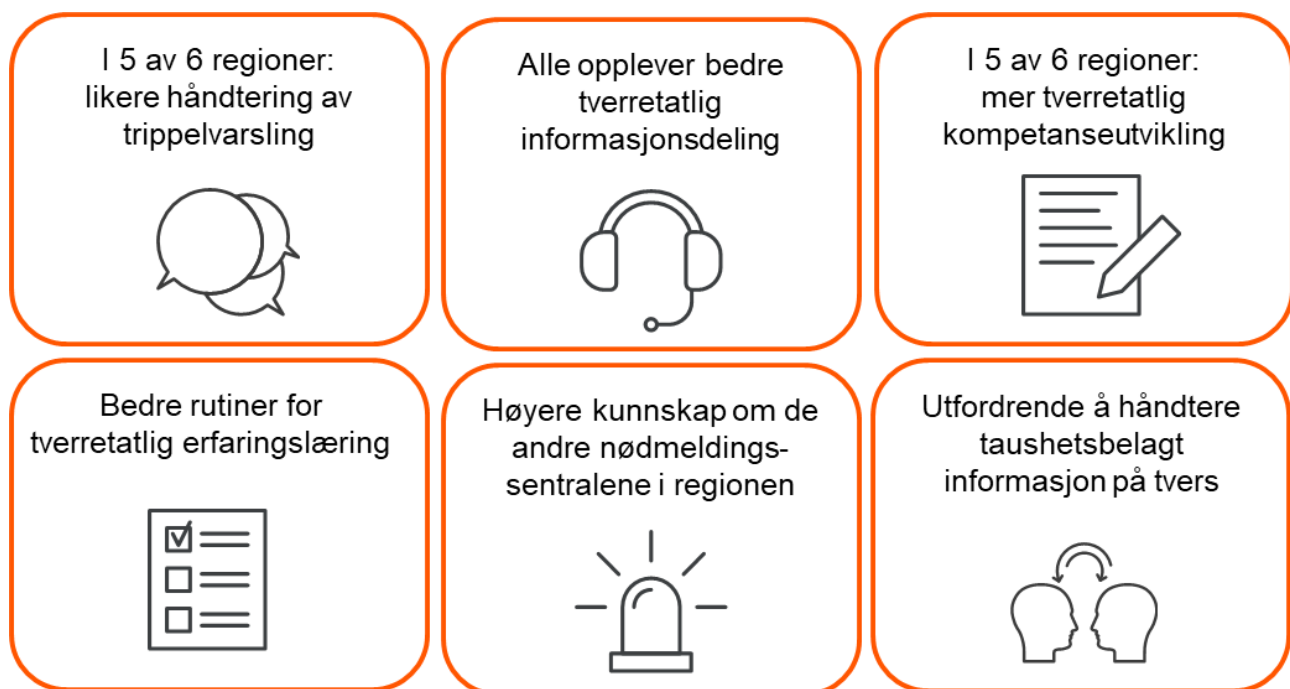 I 5 av 6 regioner:
likere håndtering av
trippelvarsling
Alle opplever bedre
tverretatlig
informasjonsdeling
I 5 av 6 regioner:
mer tverretatlig
kompetanseutvikling
Bedre rutiner for
tverretatlig erfaringslæring
Høyere kunnskap om de
andre nødmeldings-
sentralene i regionen
Utfordrende å håndtere
taushetsbelagt
informasjon på tvers